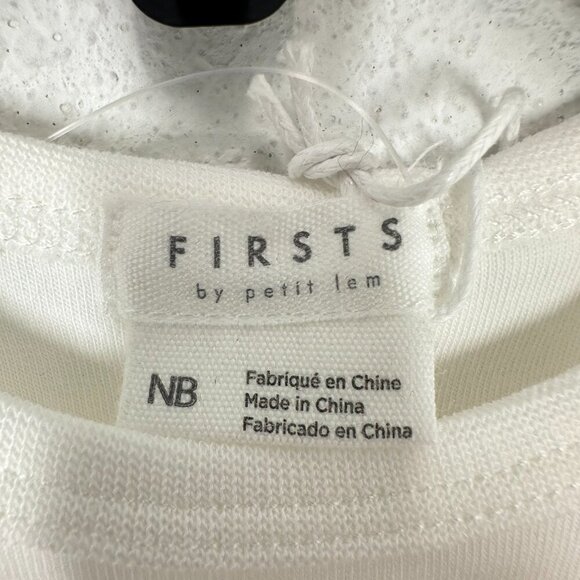 FIRSTS
by petit lem
NB
Fabriqué en Chine
Made in China
Fabricado en China